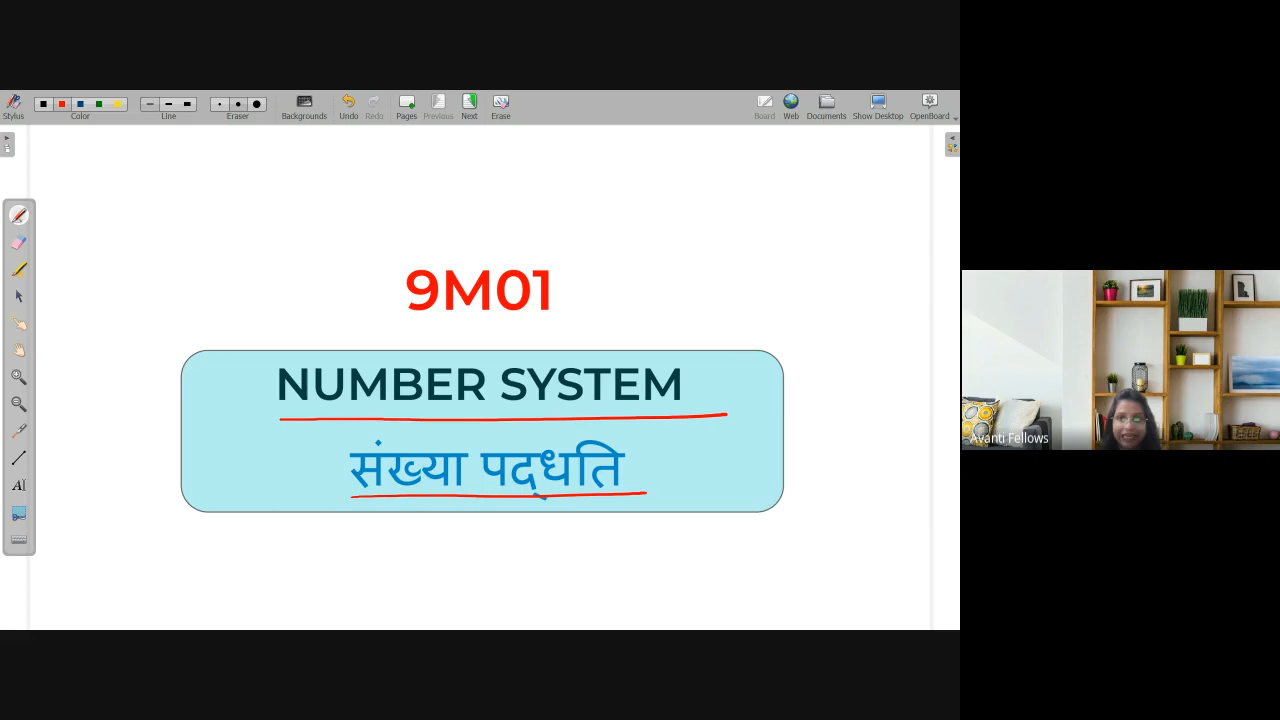 Stylus
Color
Line
Eraser
Backgrounds
Undo
Redo
Pages
Previous
Next
Erase
Board
Web
Documents
Show Desktop
OpenBoard
9M01
NUMBER SYSTEM
संख्या पद्धति
AI
Avanti Fellows